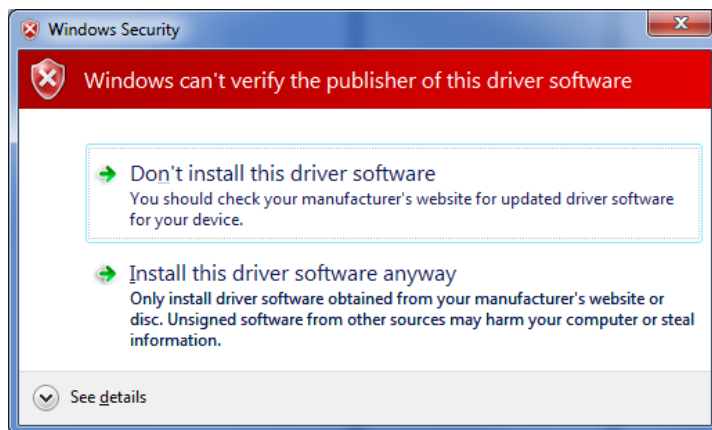 Windows Security
Windows can't verify the publisher of this driver software
Don't install this driver software
You should check your manufacturer's website for updated driver software
for your device.
Install this driver software anyway
Only install driver software obtained from your manufacturer's website or
disc. Unsigned software from other sources may harm your computer or steal
information.
See details